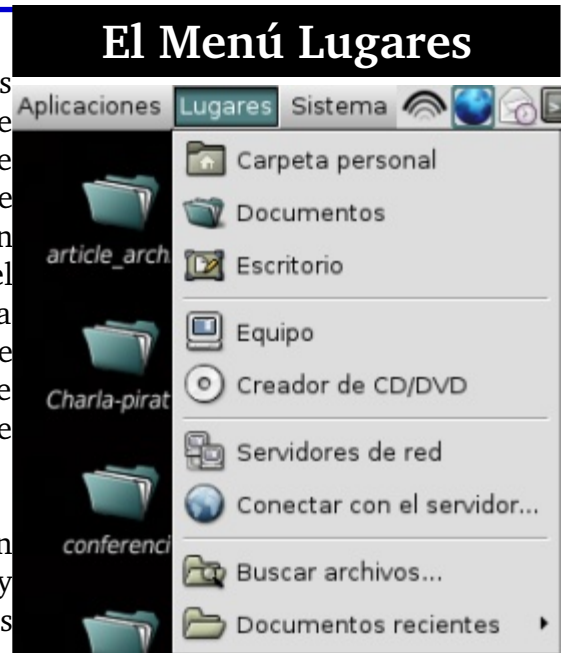 El Menú Lugares
Aplicaciones Lugares Sistema
Carpeta personal
Documentos
article_arch
Escritorio
Equipo
Creador de CD/DVD
Charla-pirat
Servidores de red
Conectar con el servidor...
conferenci
Buscar archivos...
Documentos recientes